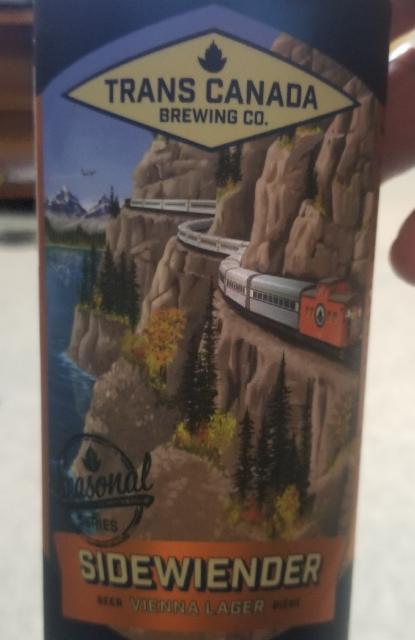 TRANS CANADA
BREWING CO.
Seasonal
SERIES
SIDEWIENDER
BEER VIENNA LAGER BIÈRE